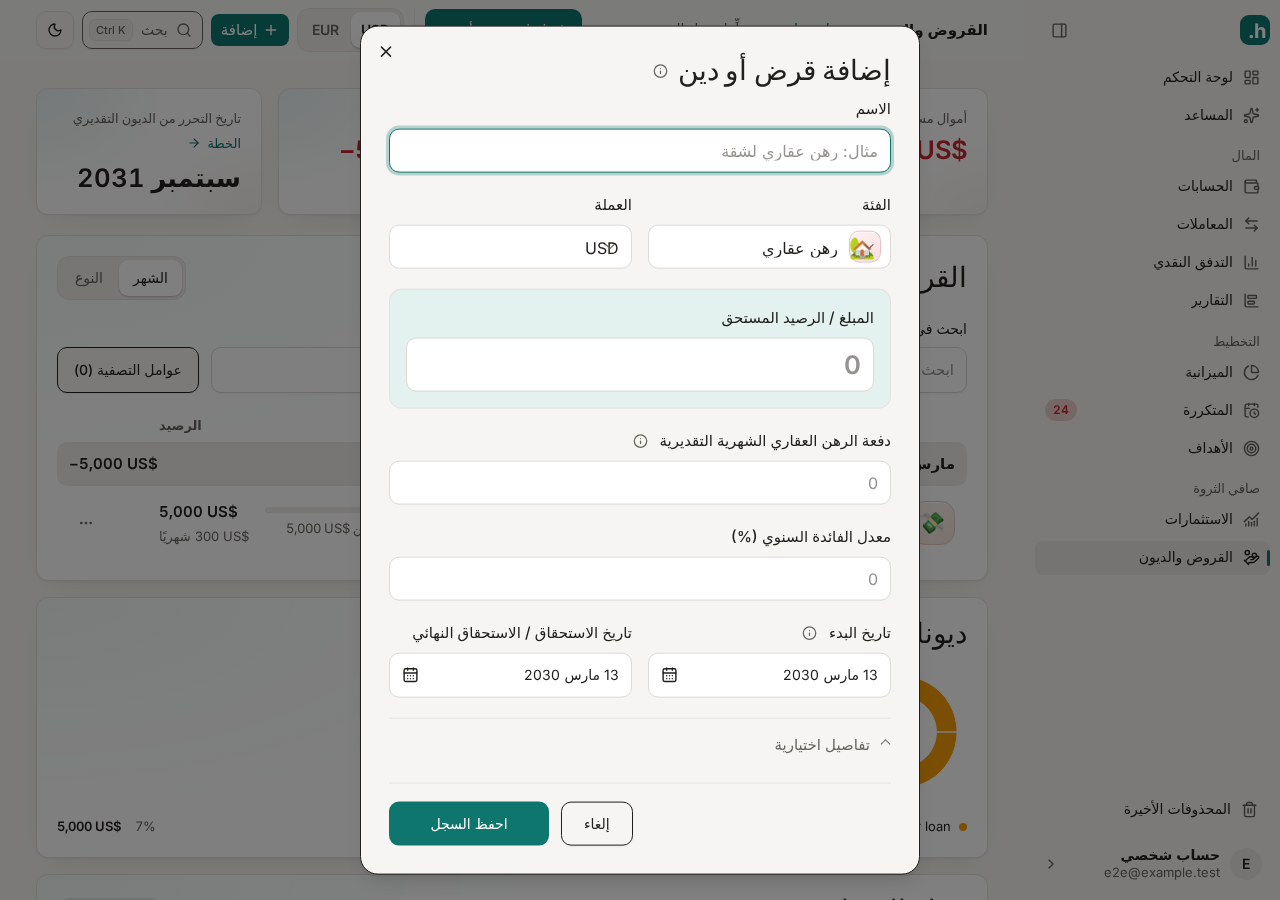 .h
لوحة التحكم
المساعد
المال
الحسابات
المعاملات
التدفق النقدي
التقارير
التخطيط
الميزانية
المتكررة
24
الأهداف
صافي الثروة
الاستثمارات
القروض والديون
المحذوفات الأخيرة
E
حساب شخصي
e2e@example.test
القروض
EUR
إضافة
بحث
Ctrl K
أموال
US$
تاريخ التحرر من الديون التقديري
الخطة
سبتمبر 2031
الشهر
النوع
ابحث
ابحث
عوامل التصفية (0)
الرصيد
مارس
−5,000 US$
5,000 US$
300 US$ شهريًا
5,000 US$
...
loan
7%
5,000 US$
إضافة قرض أو دين
الاسم
مثال: رهن عقاري لشقة
الفئة
العملة
رهن عقاري
USD
المبلغ / الرصيد المستحق
0
دفعة الرهن العقاري الشهرية التقديرية
0
معدل الفائدة السنوي (%)
0
تاريخ البدء
تاريخ الاستحقاق / الاستحقاق النهائي
13 مارس 2030
13 مارس 2030
تفاصيل اختيارية
إلغاء
احفظ السجل